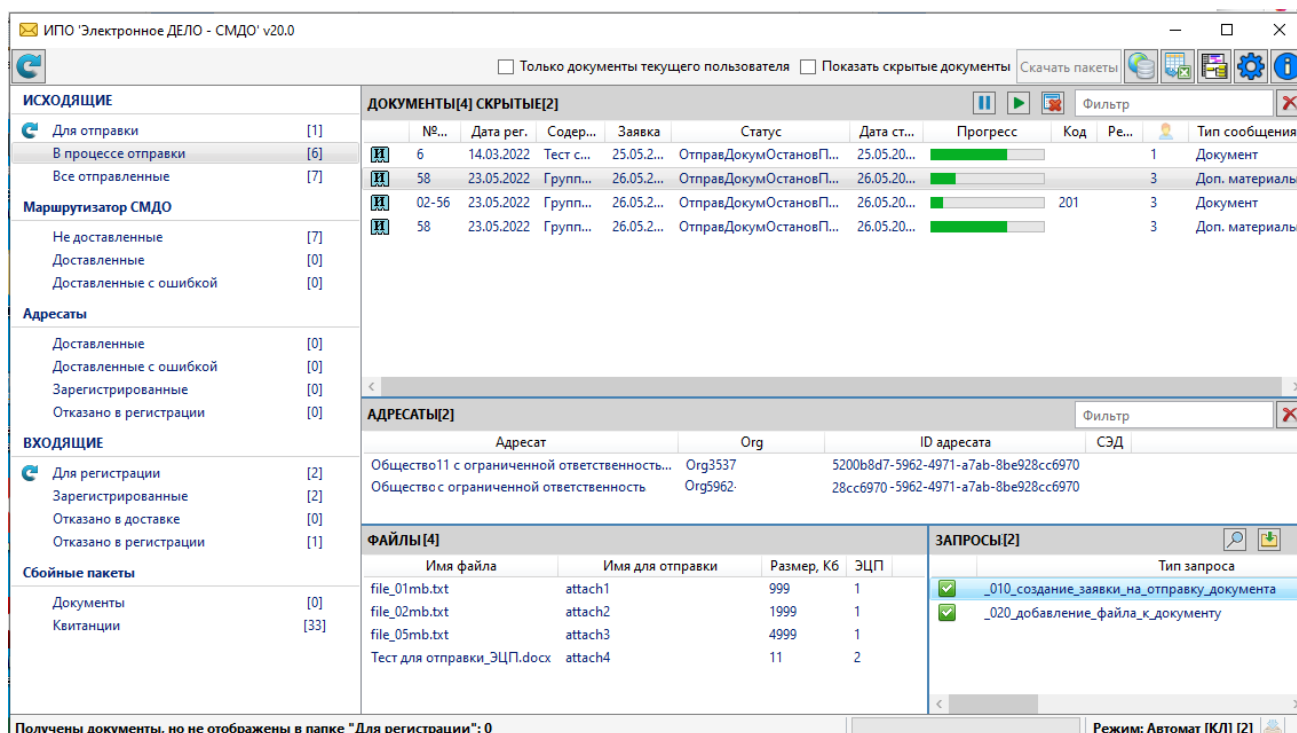 ИПО 'Электронное ДЕЛО - СМДО' v20.0
Только документы текущего пользователя Показать скрытые документы Скачать пакеты
ИСХОДЯЩИЕ
Для отправки [1]
В процессе отправки [6]
Все отправленные [7]
Маршрутизатор СМДО
Не доставленные [7]
Доставленные [0]
Доставленные с ошибкой [0]
Адресаты
Доставленные [0]
Доставленные с ошибкой [0]
Зарегистрированные [0]
Отказано в регистрации [0]
ВХОДЯЩИЕ
Для регистрации [2]
Зарегистрированные [2]
Отказано в доставке [0]
Отказано в регистрации [1]
Сбойные пакеты
Документы [0]
Квитанции [33]
ДОКУМЕНТЫ[4] СКРЫТЫЕ[2] Фильтр
№... Дата рег. Содер... Заявка Статус Дата ст... Прогресс Код Ре... Тип сообщения
И 6 14.03.2022 Тест с... 25.05.2... ОтправДокумОстановП... 25.05.20... 1 Документ
И 58 23.05.2022 Групп... 26.05.2... ОтправДокумОстановП... 26.05.20... 3 Доп. материалы
И 02-56 23.05.2022 Групп... 26.05.2... ОтправДокумОстановП... 26.05.20... 201 3 Документ
И 58 23.05.2022 Групп... 26.05.2... ОтправДокумОстановП... 26.05.20... 3 Доп. материалы
АДРЕСАТЫ[2] Фильтр
Адресат Org ID адресата СЭД
Общество11 с ограниченной ответственность... Org3537 5200b8d7-5962-4971-a7ab-8be928cc6970
Общество с ограниченной ответственность Org5962 28cc6970-5962-4971-a7ab-8be928cc6970
ФАЙЛЫ[4]
Имя файла Имя для отправки Размер, Кб ЭЦП
file_01mb.txt attach1 999 1
file_02mb.txt attach2 1999 1
file_05mb.txt attach3 4999 1
Тест для отправки_ЭЦП.docx attach4 11 2
ЗАПРОСЫ[2]
Тип запроса
_010_создание_заявки_на_отправку_документа
_020_добавление_файла_к_документу
Получены документы, но не отображены в папке "Для регистрации": 0 Режим: Автомат [КЛ] [2]